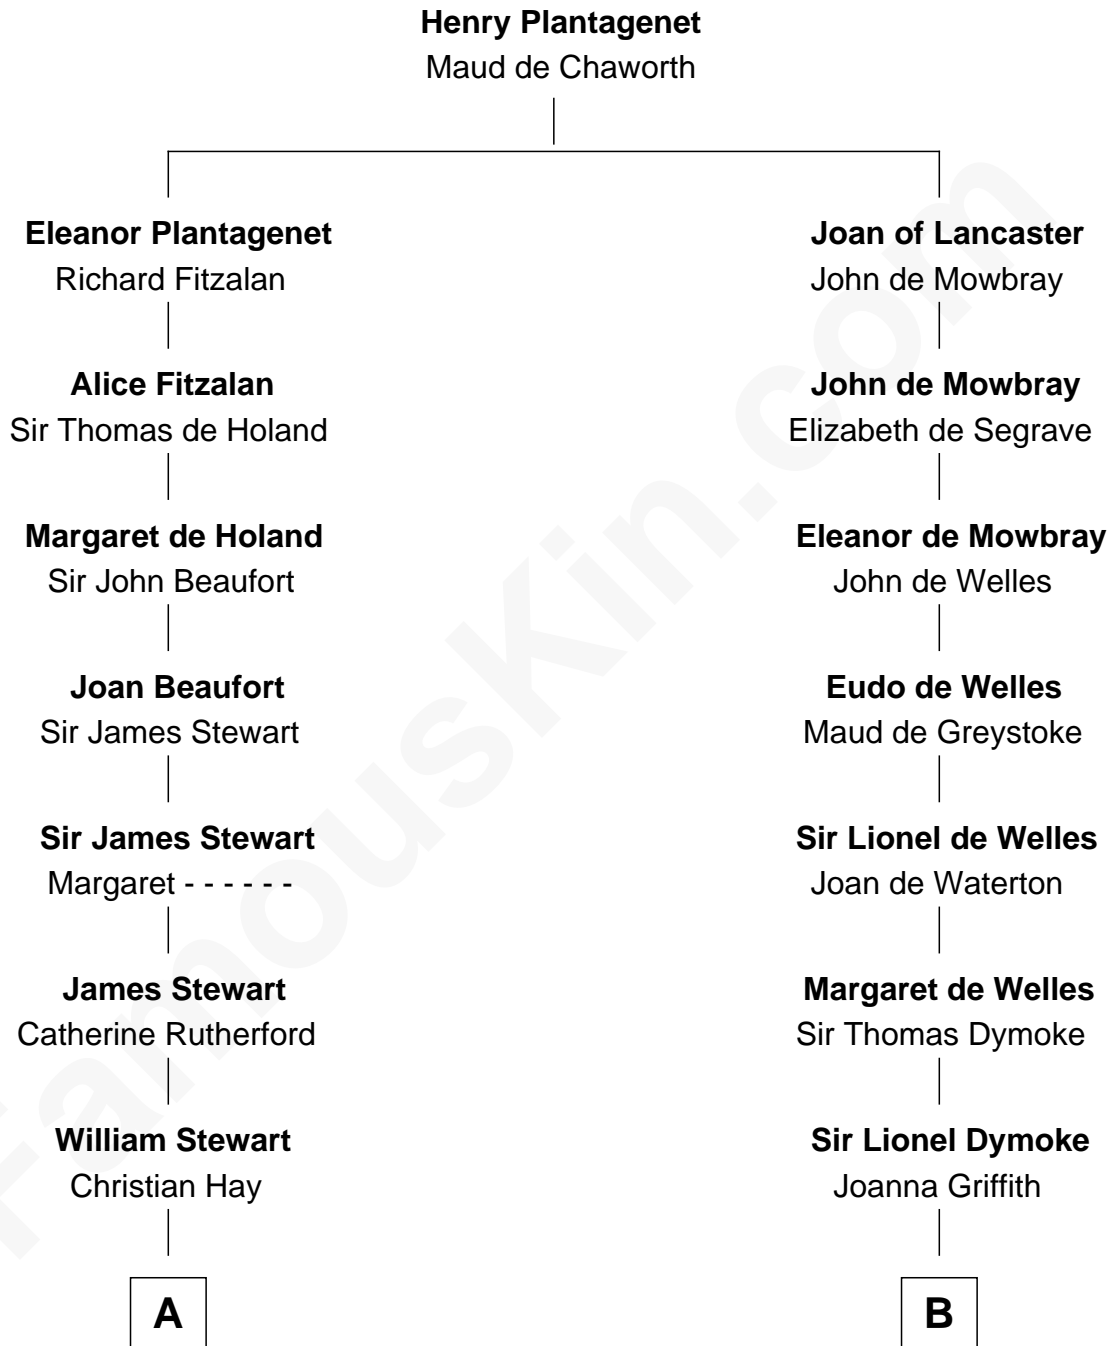 Henry Plantagenet
Maud de Chaworth
Eleanor Plantagenet
Richard Fitzalan
Joan of Lancaster
John de Mowbray
Alice Fitzalan
Sir Thomas de Holand
John de Mowbray
Elizabeth de Segrave
Margaret de Holand
Sir John Beaufort
Eleanor de Mowbray
John de Welles
Joan Beaufort
Sir James Stewart
Eudo de Welles
Maud de Greystoke
Sir James Stewart
Margaret - - - - - -
Sir Lionel de Welles
Joan de Waterton
James Stewart
Catherine Rutherford
Margaret de Welles
Sir Thomas Dymoke
William Stewart
Christian Hay
Sir Lionel Dymoke
Joanna Griffith
A
B
FamousKin.com